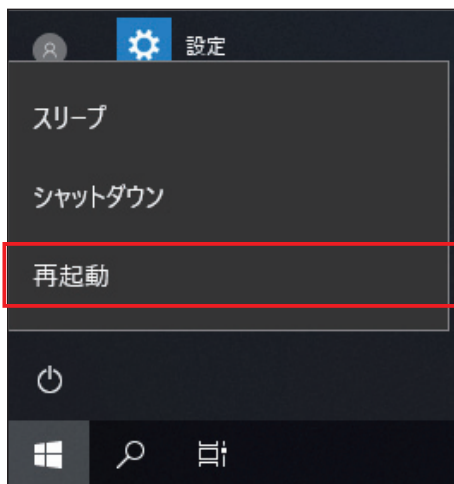 設定
スリープ
シャットダウン
再起動